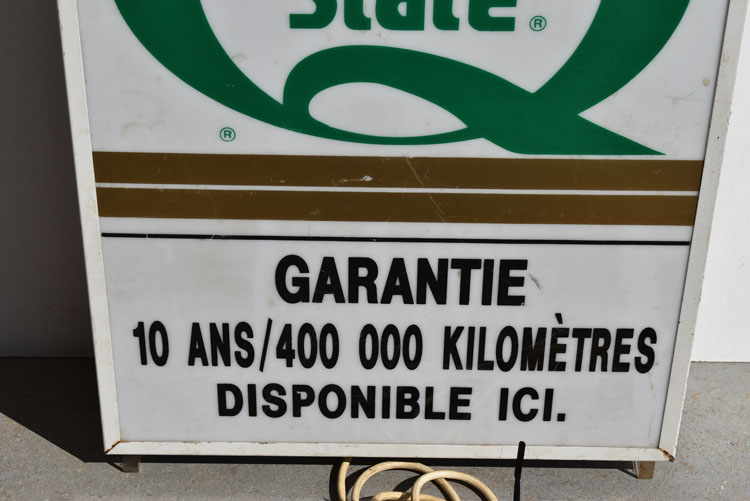 State ®
®
GARANTIE
10 ANS/400 000 KILOMÈTRES
DISPONIBLE ICI.